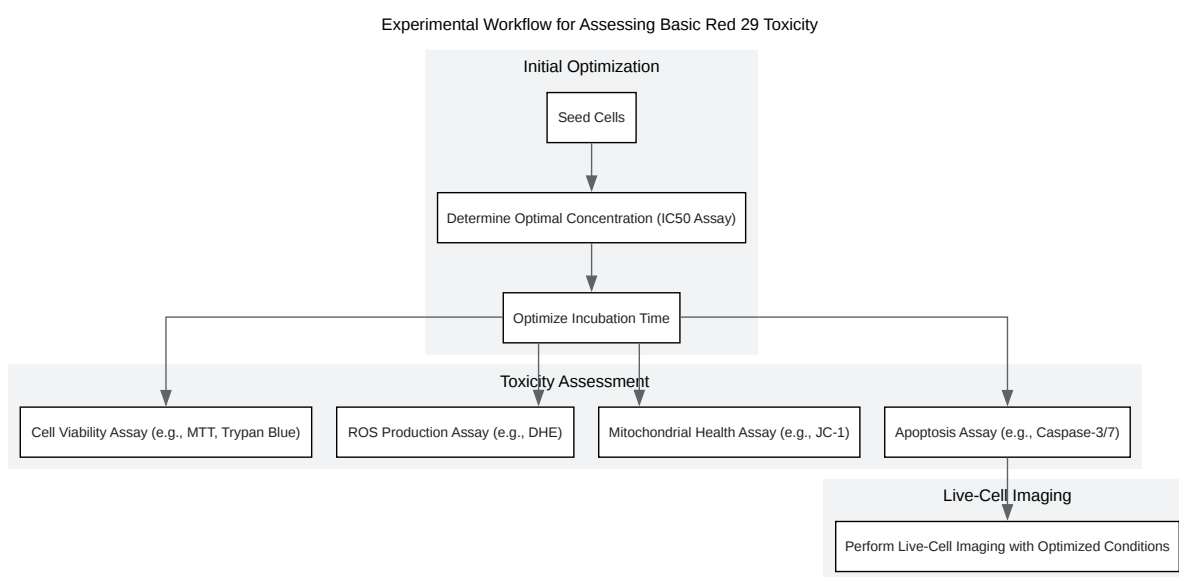 Experimental Workflow for Assessing Basic Red 29 Toxicity
Initial Optimization
Seed Cells
Determine Optimal Concentration (IC50 Assay)
Optimize Incubation Time
Toxicity Assessment
Cell Viability Assay (e.g., MTT, Trypan Blue)
ROS Production Assay (e.g., DHE)
Mitochondrial Health Assay (e.g., JC-1)
Apoptosis Assay (e.g., Caspase-3/7)
Live-Cell Imaging
Perform Live-Cell Imaging with Optimized Conditions